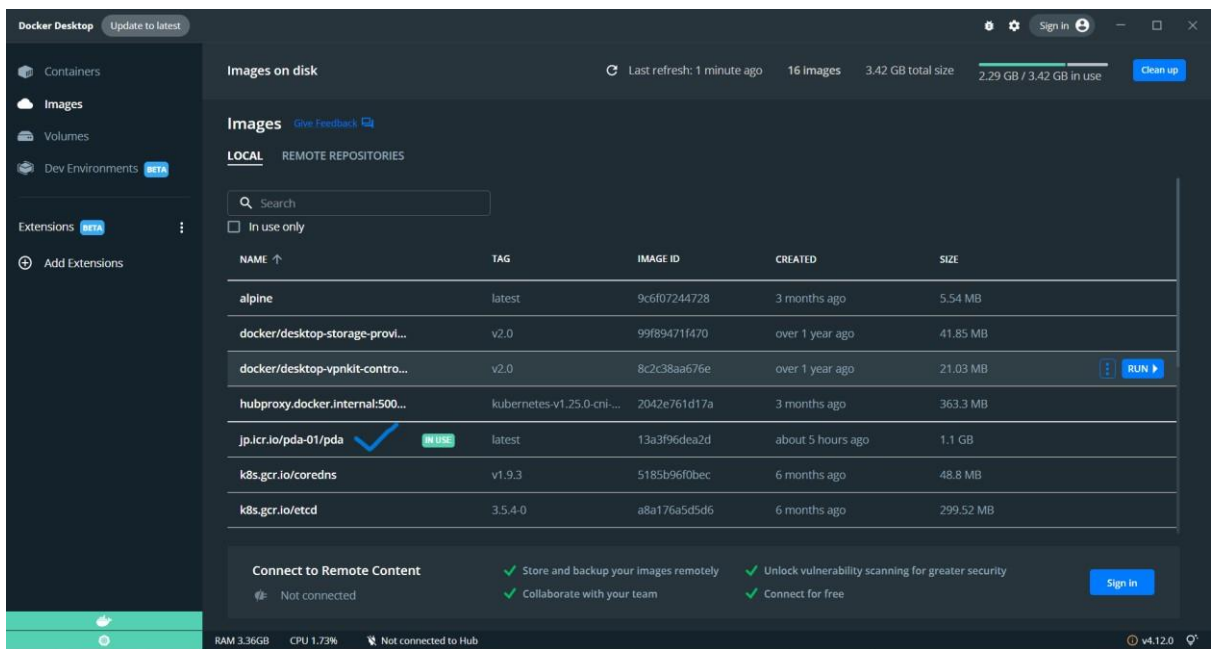 Docker Desktop Update to latest Sign in
Containers
Images
Volumes
Dev Environments BETA
Extensions BETA
Add Extensions
Images on disk Last refresh: 1 minute ago 16 images 3.42 GB total size 2.29 GB / 3.42 GB in use Clean up
Images Give Feedback
LOCAL REMOTE REPOSITORIES
Search
In use only
NAME TAG IMAGE ID CREATED SIZE
alpine latest 9c6f07244728 3 months ago 5.54 MB
docker/desktop-storage-provi... v2.0 99f89471f470 over 1 year ago 41.85 MB
docker/desktop-vpnkit-contro... v2.0 8c2c38aa676e over 1 year ago 21.03 MB RUN
hubproxy.docker.internal:500... kubernetes-v1.25.0-cni-... 2042e761d17a 3 months ago 363.3 MB
jp.icr.io/pda-01/pda IN USE latest 13a3f96dea2d about 5 hours ago 1.1 GB
k8s.gcr.io/coredns v1.9.3 5185b96f0bec 6 months ago 48.8 MB
k8s.gcr.io/etcd 3.5.4-0 a8a176a5d5d6 6 months ago 299.52 MB
Connect to Remote Content
Not connected
Store and backup your images remotely
Collaborate with your team
Unlock vulnerability scanning for greater security
Connect for free
Sign in
RAM 3.36GB CPU 1.73% Not connected to Hub v4.12.0